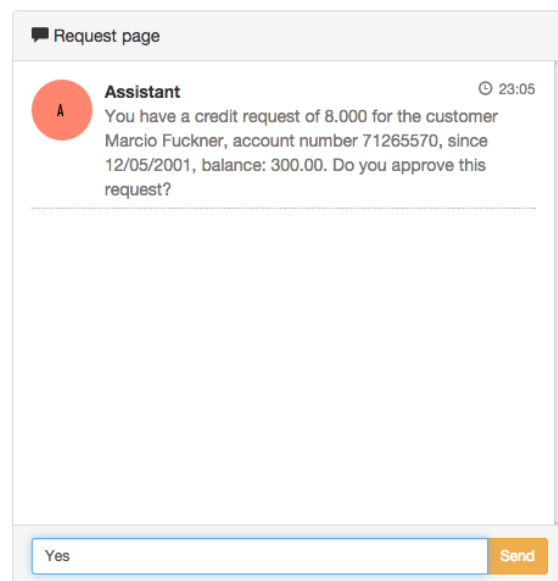 Request page
Assistant
23:05
A
You have a credit request of 8.000 for the customer
Marcio Fuckner, account number 71265570, since
12/05/2001, balance: 300.00. Do you approve this
request?
Yes
Send